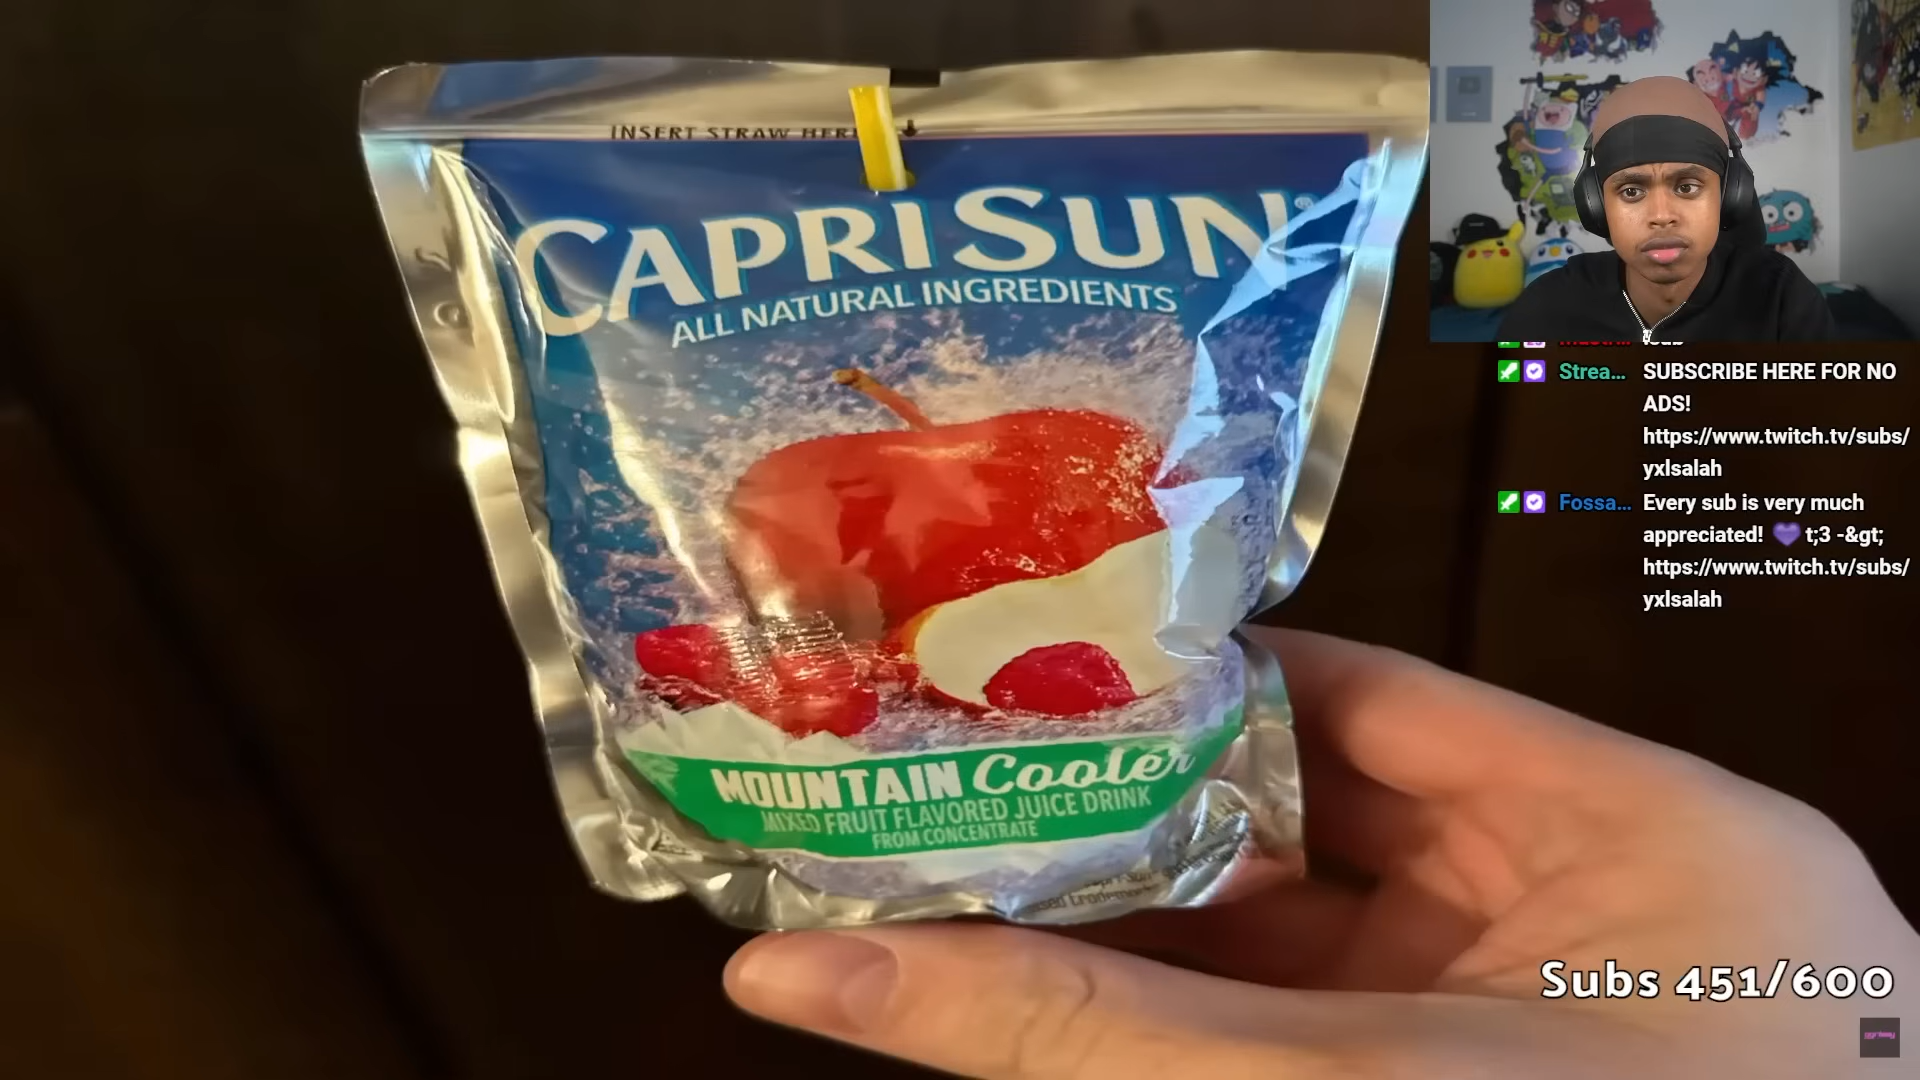 INSERT STRAW HERE
CAPRI SUN®
ALL NATURAL INGREDIENTS
MOUNTAIN Cooler
MIXED FRUIT FLAVORED JUICE DRINK
FROM CONCENTRATE
Strea... SUBSCRIBE HERE FOR NO
ADS!
https://www.twitch.tv/subs/
yxlsalah
Fossa... Every sub is very much
appreciated! 💜 t;3 -&gt;
https://www.twitch.tv/subs/
yxlsalah
Subs 451/600